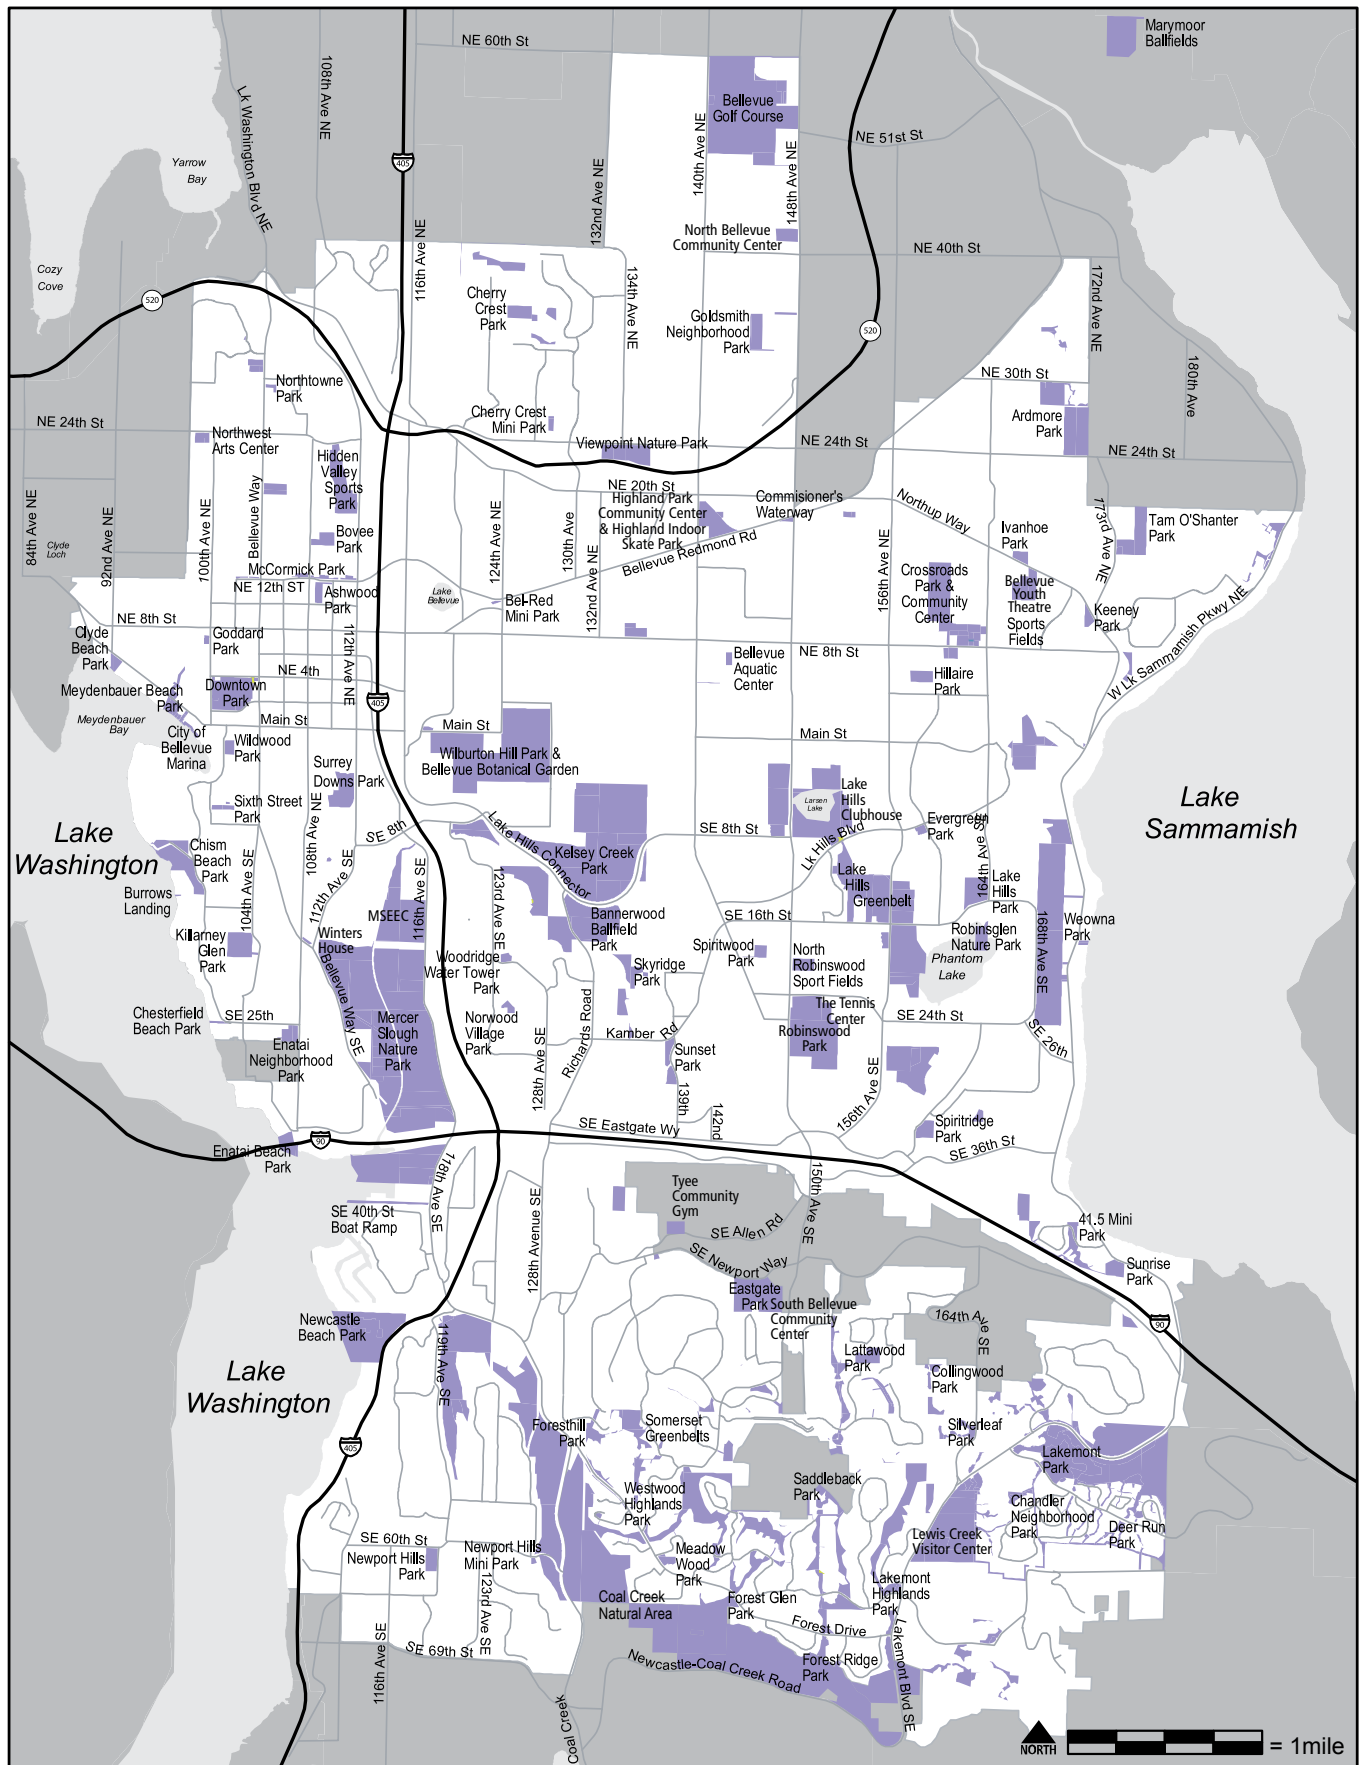 Marymoor
Ballfields
NE 60th St
108th Ave NE
Lk Washington Blvd NE
Bellevue
Golf Course
NE 51st St
405
Yarrow
Bay
140th Ave NE
148th Ave NE
132nd Ave NE
116th Ave NE
North Bellevue
Community Center
NE 40th St
Cozy
Cove
520
134th Ave NE
172nd Ave NE
Cherry
Crest
Park
Goldsmith
Neighborhood
Park
520
180th Ave
NE 30th St
Northtowne
Park
Cherry Crest
Mini Park
Ardmore
Park
NE 24th St
Northwest
Arts Center
Viewpoint Nature Park
NE 24th St
NE 24th St
Hidden
Valley
Sports
Park
NE 20th St
Highland Park
Community Center
& Highland Indoor
Skate Park
Commisioner's
Waterway
Northup Way
173rd Ave NE
Bellevue Way
100th Ave NE
84th Ave NE
92nd Ave NE
124th Ave NE
130th Ave
132nd Ave NE
Bellevue Redmond Rd
156th Ave NE
Ivanhoe
Park
Tam O'Shanter
Park
Bovee
Park
Clyde
Loch
McCormick Park
NE 12th ST
Ashwood
Park
Lake
Bellevue
Bel-Red
Mini Park
Crossroads
Park &
Community
Center
Bellevue
Youth
Theatre
Sports
Fields
Keeney
Park
NE 8th St
Clyde
Beach
Park
Goddard
Park
112th Ave NE
NE 4th
Bellevue
Aquatic
Center
NE 8th St
Hillaire
Park
W Lk Sammamish Pkwy NE
Meydenbauer Beach
Park
Downtown
Park
405
Meydenbauer
Bay
Main St
Main St
Main St
City of
Bellevue
Marina
Wildwood
Park
Wilburton Hill Park &
Bellevue Botanical Garden
Surrey
Downs Park
Sixth Street
Park
108th Ave NE
SE 8th
Lake Hills Connector
Larsen
Lake
Lake
Hills
Clubhouse
Lake
Sammamish
Lake
Washington
SE 8th St
Lk Hills Blvd
Evergreen
Park
164th Ave SE
Chism
Beach
Park
Kelsey Creek
Park
Burrows
Landing
104th Ave SE
112th Ave SE
MSEEC
116th Ave SE
123rd Ave SE
Lake
Hills
Greenbelt
Lake
Hills
Park
168th Ave SE
Weowna
Park
Bannerwood
Ballfield
Park
SE 16th St
Killarney
Glen
Park
Winters
House
Bellevue Way SE
Woodridge
Water Tower
Park
Skyridge
Park
Spiritwood
Park
North
Robinswood
Sport Fields
Robinsglen
Nature Park
Phantom
Lake
Chesterfield
Beach Park
SE 25th
Enatai
Neighborhood
Park
Mercer
Slough
Nature
Park
Norwood
Village
Park
128th Ave SE
Richards Road
Kamber Rd
Sunset
Park
The Tennis
Center
Robinswood
Park
SE 24th St
SE 26th
139th
142nd
156th Ave SE
SE Eastgate Wy
Spiritridge
Park
SE 36th St
90
Enatai Beach
Park
118th Ave SE
SE 40th St
Boat Ramp
128th Avenue SE
Tyee
Community
Gym
SE Allen Rd
150th Ave SE
SE Newport Way
41.5 Mini
Park
Sunrise
Park
Eastgate
Park
South Bellevue
Community
Center
Newcastle
Beach Park
119th Ave SE
164th Ave SE
90
Lake
Washington
Lattawood
Park
Collingwood
Park
Foresthill
Park
Somerset
Greenbelts
Silverleaf
Park
Lakemont
Park
405
Westwood
Highlands
Park
Saddleback
Park
Chandler
Neighborhood
Park
Deer Run
Park
SE 60th St
Newport Hills
Park
Newport Hills
Mini Park
123rd Ave SE
Meadow
Wood
Park
Lewis Creek
Visitor Center
Coal Creek
Natural Area
Forest Glen
Park
Lakemont
Highlands
Park
Forest Drive
116th Ave SE
SE 69th St
Newcastle-Coal Creek Road
Forest Ridge
Park
Lakemont Blvd SE
Coal Creek
NORTH
= 1mile